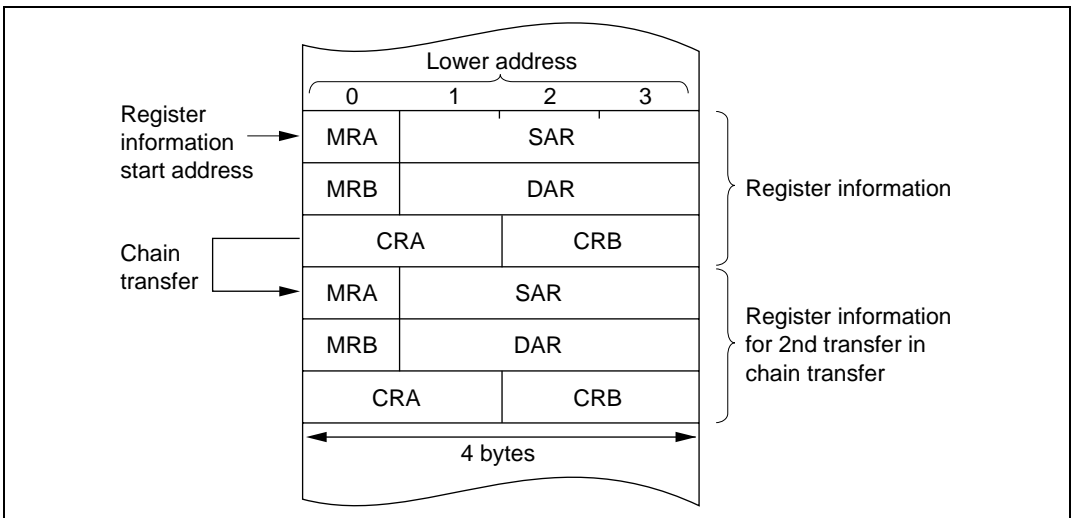 Lower address
0 1 2 3
Register
information
start address
MRA SAR
MRB DAR
Register information
CRA CRB
Chain
transfer
MRA SAR
MRB DAR
Register information
for 2nd transfer in
chain transfer
CRA CRB
4 bytes